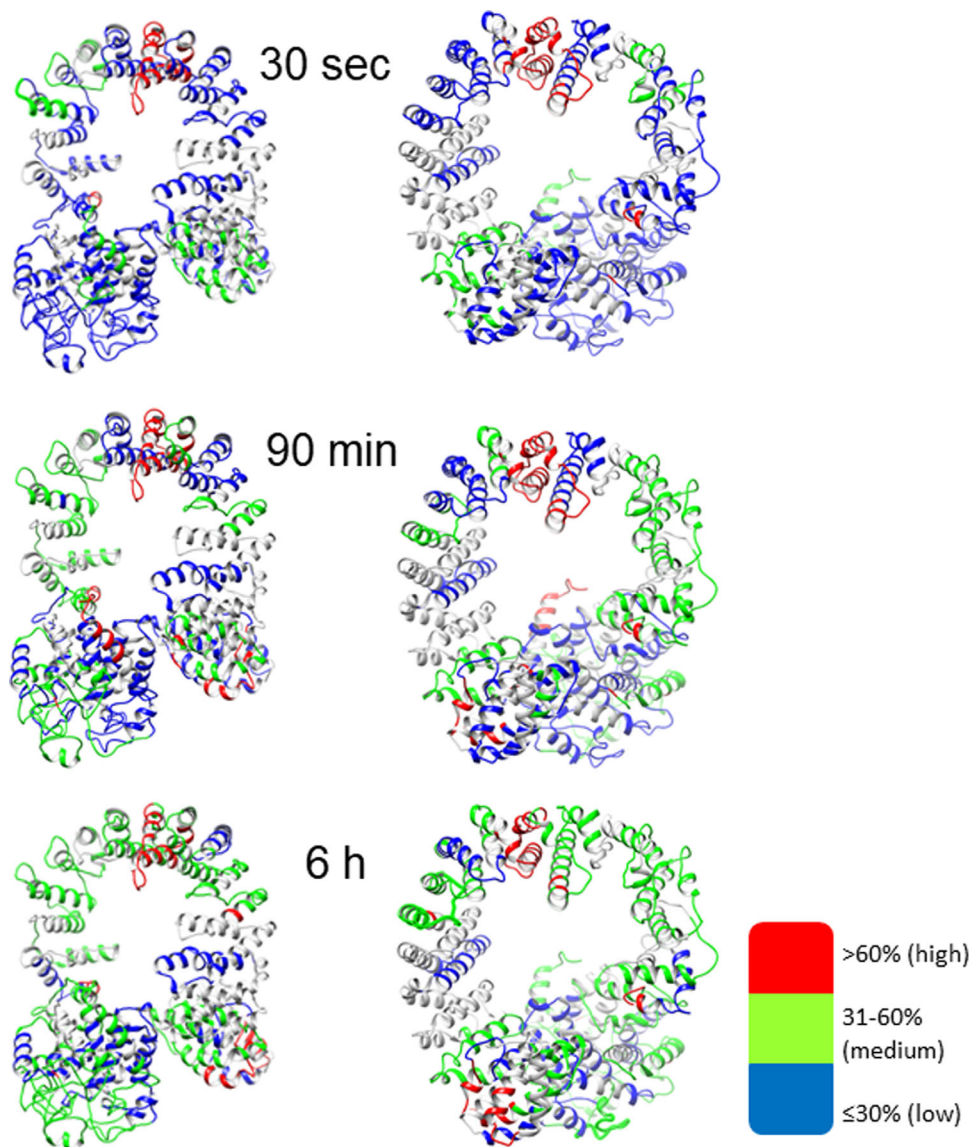 30 sec
90 min
6 h
>60% (high)
31-60%
(medium)
≤30% (low)